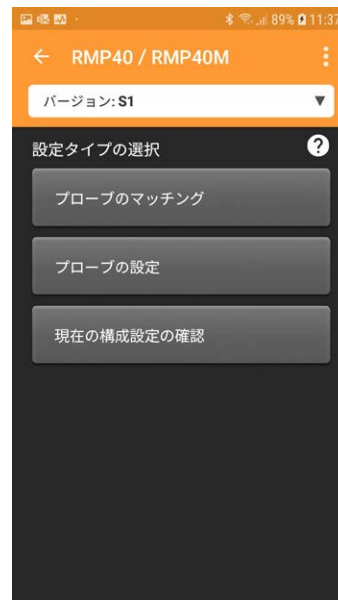 89% 11:37
RMP40 / RMP40M
バージョン: S1
設定タイプの選択
?
プローブのマッチング
プローブの設定
現在の構成設定の確認